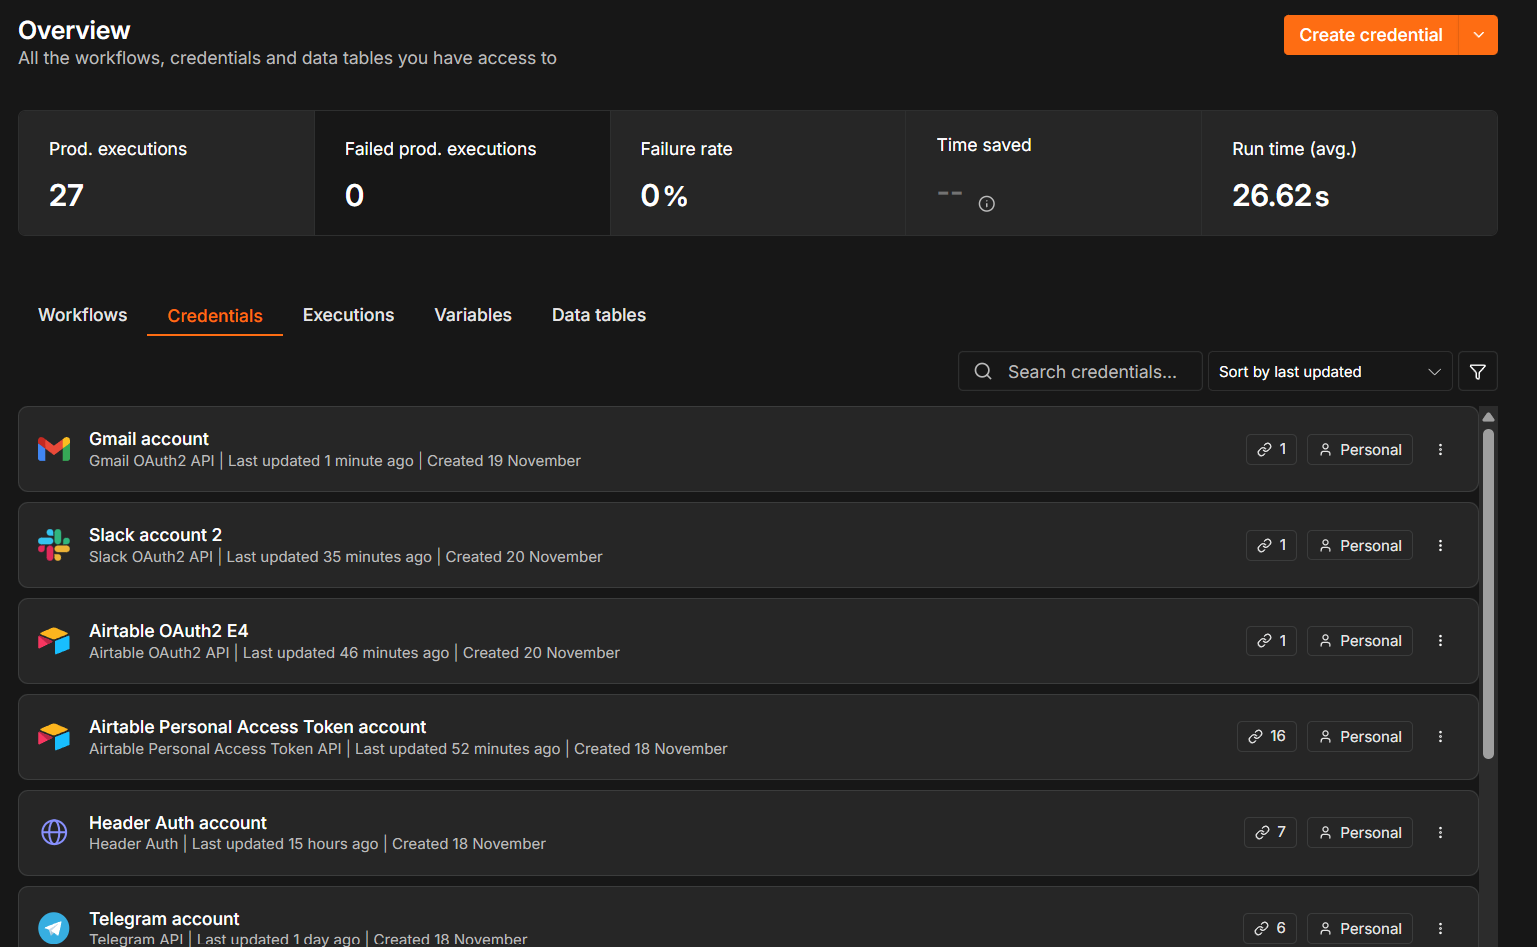 Overview
Create credential
All the workflows, credentials and data tables you have access to
Prod. executions
27
Failed prod. executions
0
Failure rate
0%
Time saved
--
Run time (avg.)
26.62s
Workflows Credentials Executions Variables Data tables
Search credentials...
Sort by last updated
Gmail account
Gmail OAuth2 API | Last updated 1 minute ago | Created 19 November
1 Personal
Slack account 2
Slack OAuth2 API | Last updated 35 minutes ago | Created 20 November
1 Personal
Airtable OAuth2 E4
Airtable OAuth2 API | Last updated 46 minutes ago | Created 20 November
1 Personal
Airtable Personal Access Token account
Airtable Personal Access Token API | Last updated 52 minutes ago | Created 18 November
16 Personal
Header Auth account
Header Auth | Last updated 15 hours ago | Created 18 November
7 Personal
Telegram account
Telegram API | Last updated 1 day ago | Created 18 November
6 Personal